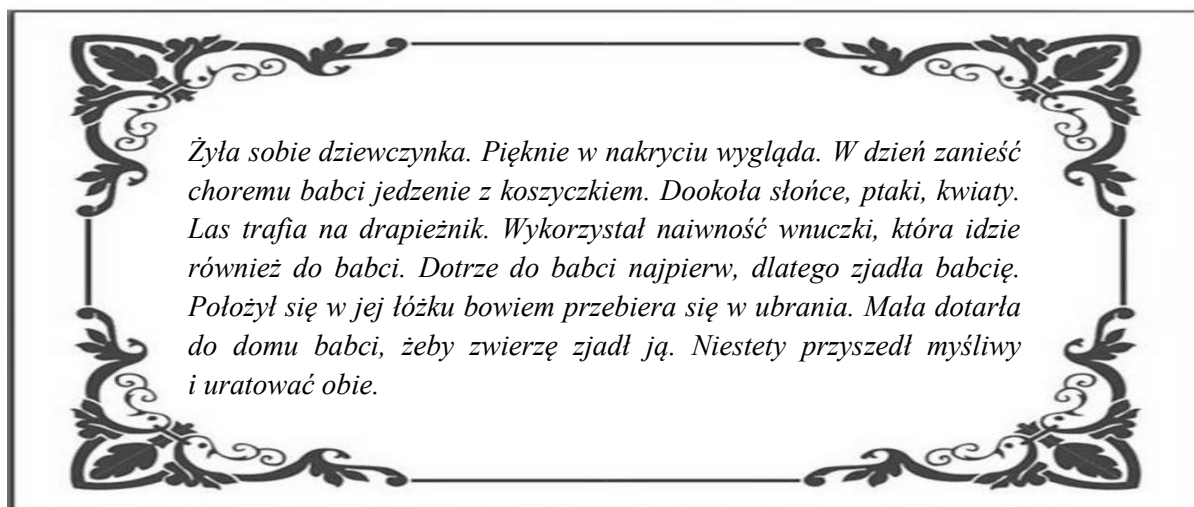 Żyła sobie dziewczynka. Pięknie w nakryciu wygląda. W dzień zanieść
choremu babci jedzenie z koszyczkiem. Dookoła słońce, ptaki, kwiaty.
Las trafia na drapieżnik. Wykorzystał naiwność wnuczki, która idzie
również do babci. Dotrze do babci najpierw, dlatego zjadła babcię.
Położył się w jej łóżku bowiem przebiera się w ubrania. Mała dotarła
do domu babci, żeby zwierzę zjadł ją. Niestety przyszedł myśliwy
i uratować obie.